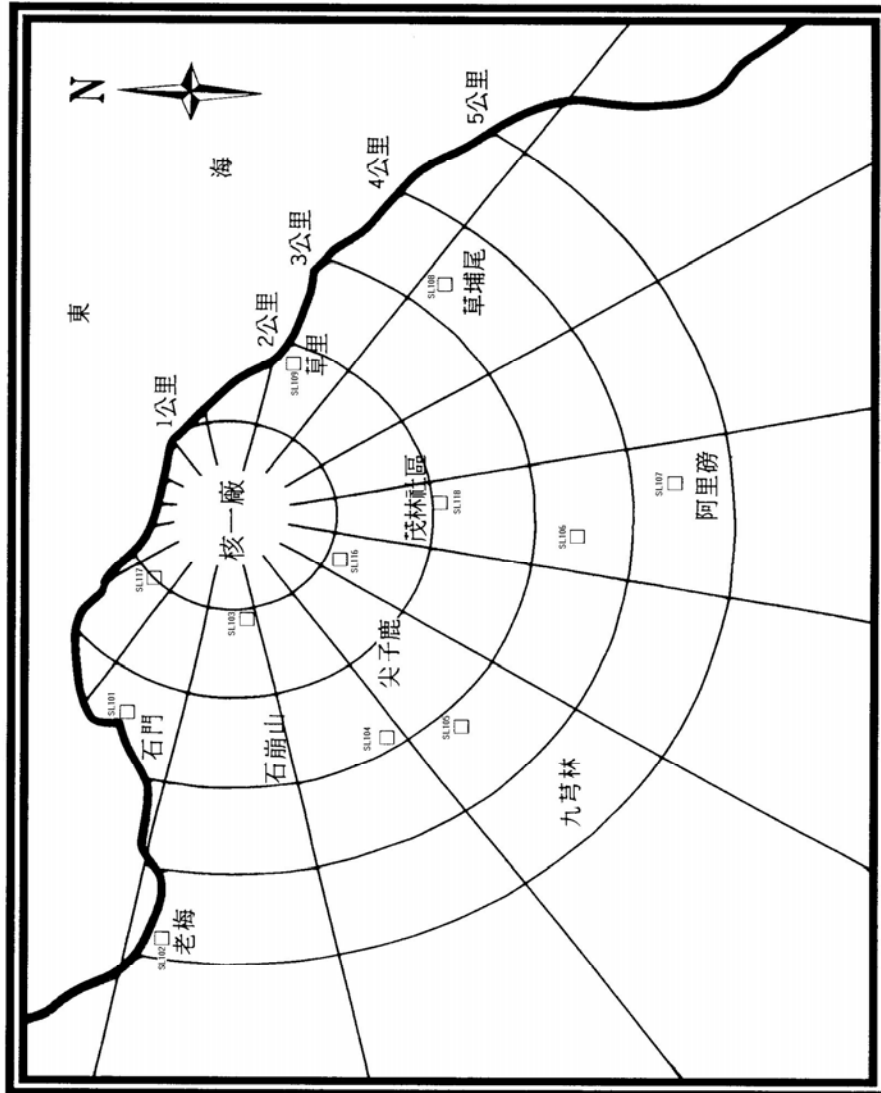 N
東
海
1公里
2公里
3公里
4公里
5公里
核一廠
SL117
SL103
SL101
石門
石崩山
SL102
老梅
SL109
草里
SL108
草埔尾
茂林社區
SL118
SL116
尖子鹿
SL104
SL105
SL106
SL107
阿里磅
九芎林